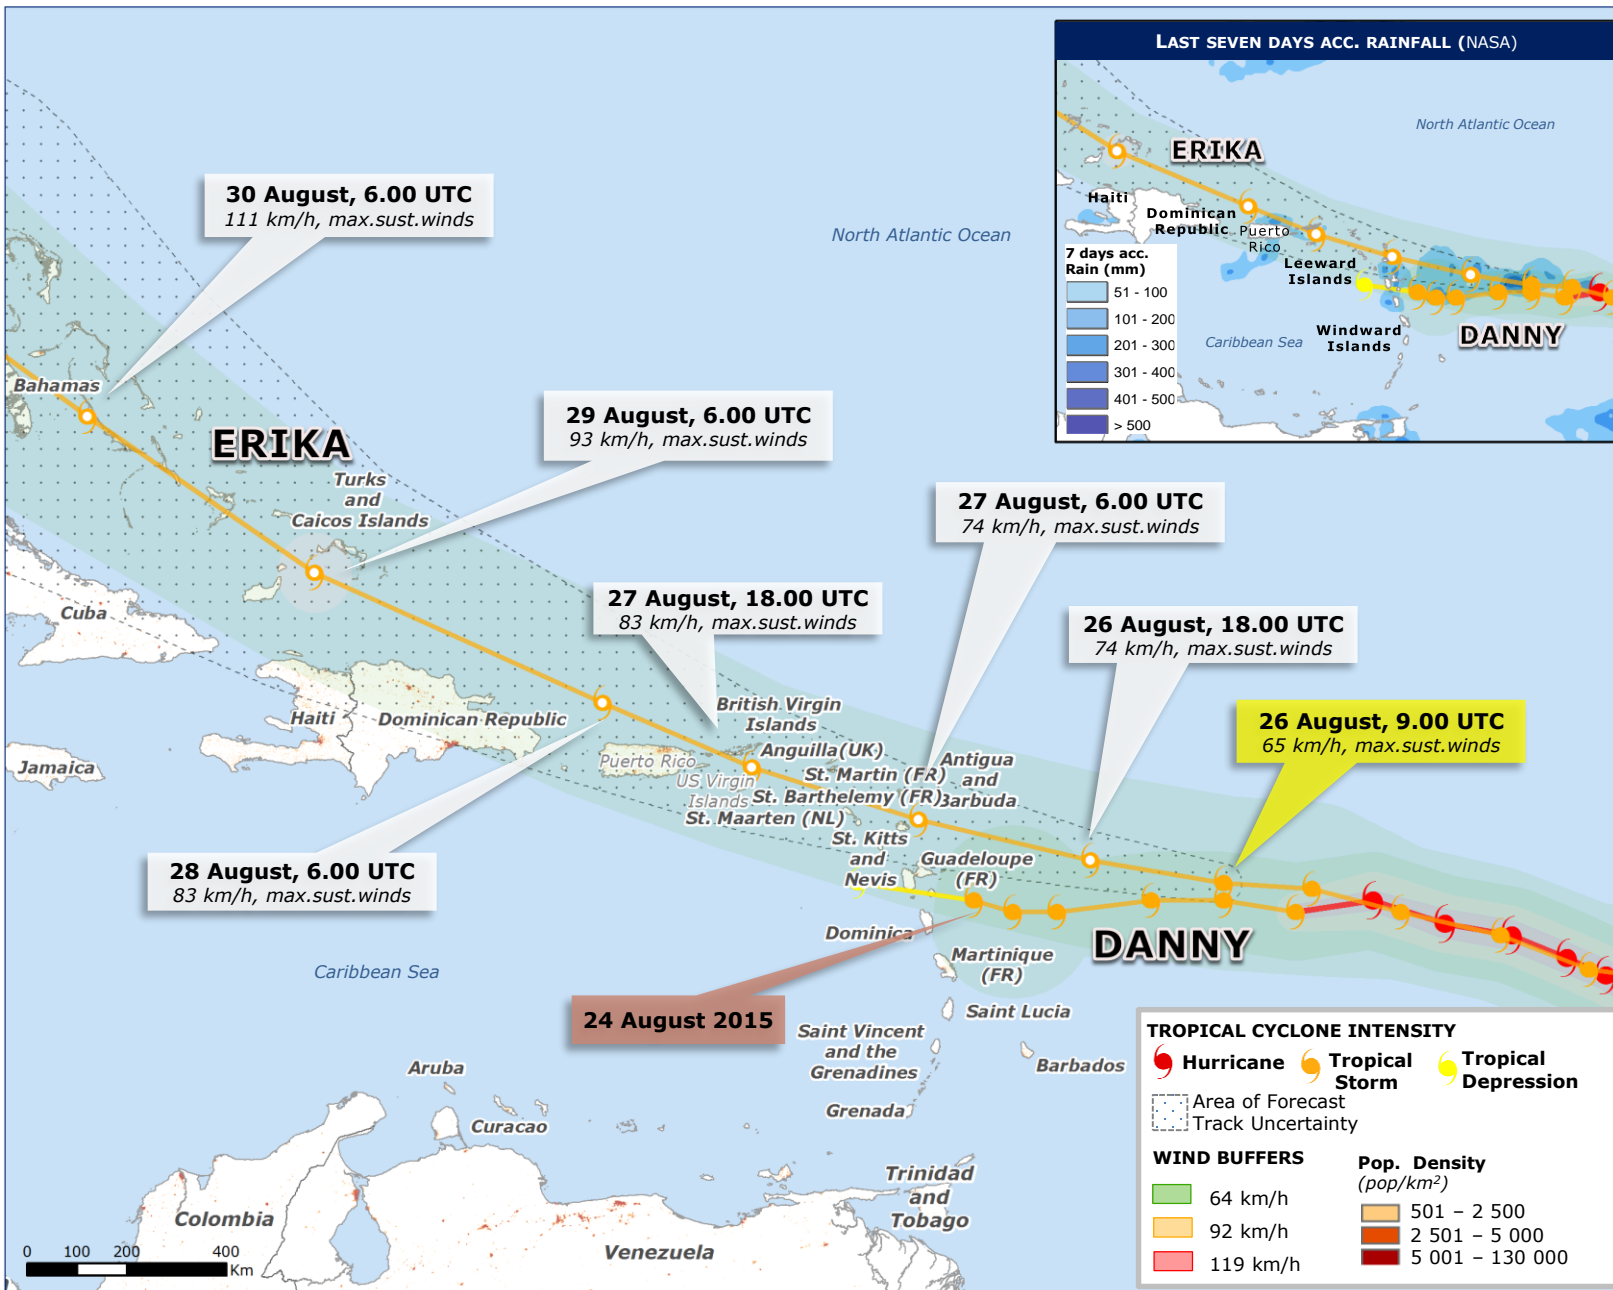 LAST SEVEN DAYS ACC. RAINFALL (NASA)
North Atlantic Ocean
ERIKA
Haiti
Dominican
Republic
Puerto
Rico
Leeward
Islands
7 days acc.
Rain (mm)
51 - 100
101 - 200
201 - 300
301 - 400
401 - 500
> 500
Windward
Islands
Caribbean Sea
DANNY
30 August, 6.00 UTC
111 km/h, max.sust.winds
North Atlantic Ocean
Bahamas
ERIKA
29 August, 6.00 UTC
93 km/h, max.sust.winds
Turks
and
Caicos Islands
27 August, 6.00 UTC
74 km/h, max.sust.winds
27 August, 18.00 UTC
83 km/h, max.sust.winds
26 August, 18.00 UTC
74 km/h, max.sust.winds
26 August, 9.00 UTC
65 km/h, max.sust.winds
Cuba
Haiti
Dominican Republic
Jamaica
British Virgin
Islands
Puerto Rico
US Virgin
Islands
Anguilla(UK)
St. Martin (FR)
St. Barthelemy (FR)
St. Maarten (NL)
Antigua
and
Barbuda
St. Kitts
and
Nevis
Guadeloupe
(FR)
28 August, 6.00 UTC
83 km/h, max.sust.winds
Dominica
DANNY
Martinique
(FR)
Caribbean Sea
24 August 2015
Saint Lucia
Saint Vincent
and the
Grenadines
Barbados
Grenada
Aruba
Curacao
Trinidad
and
Tobago
Colombia
Venezuela
0 100 200 400
Km
TROPICAL CYCLONE INTENSITY
Hurricane
Tropical
Storm
Tropical
Depression
Area of Forecast
Track Uncertainty
WIND BUFFERS
64 km/h
92 km/h
119 km/h
Pop. Density
(pop/km²)
501 – 2 500
2 501 – 5 000
5 001 – 130 000